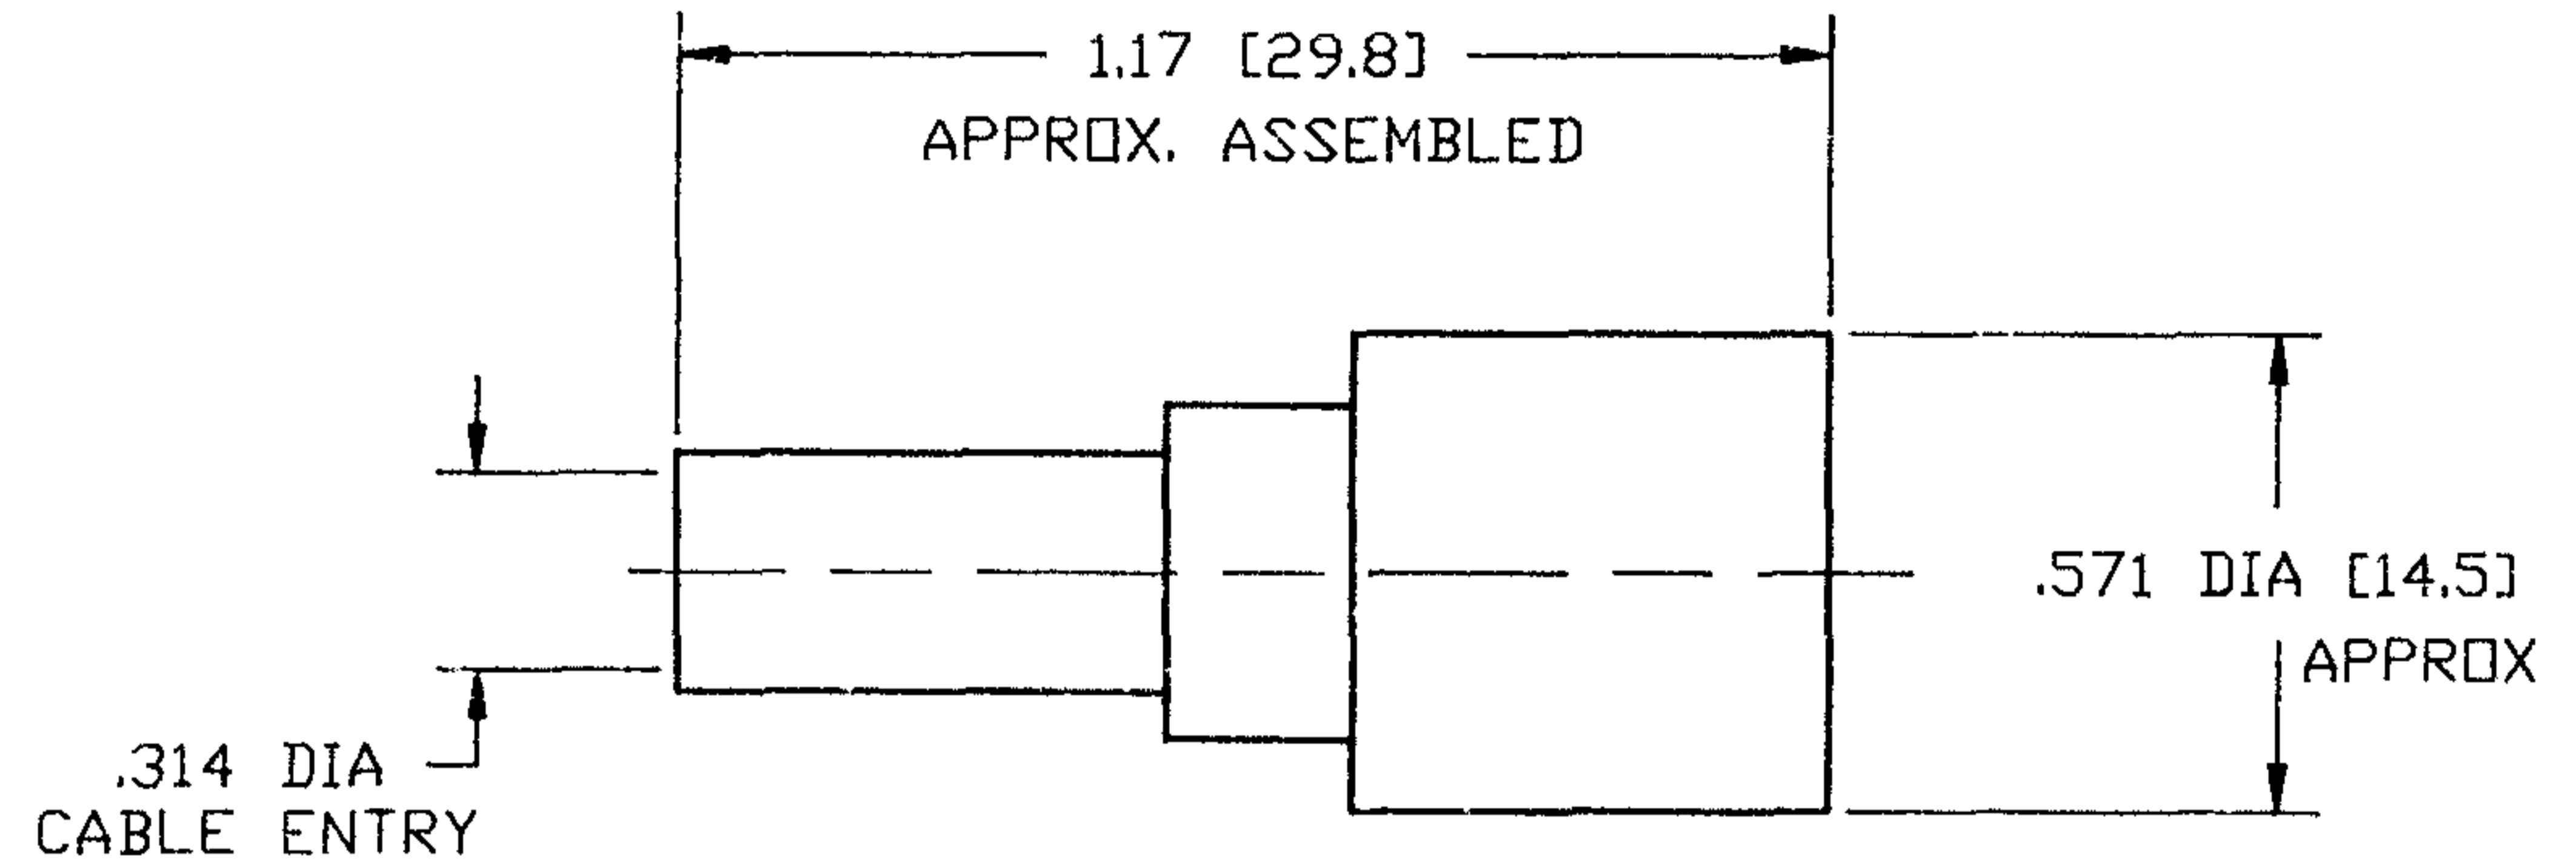 1.17 [29.8]
APPROX. ASSEMBLED
.571 DIA [14.5]
APPROX
.314 DIA
CABLE ENTRY